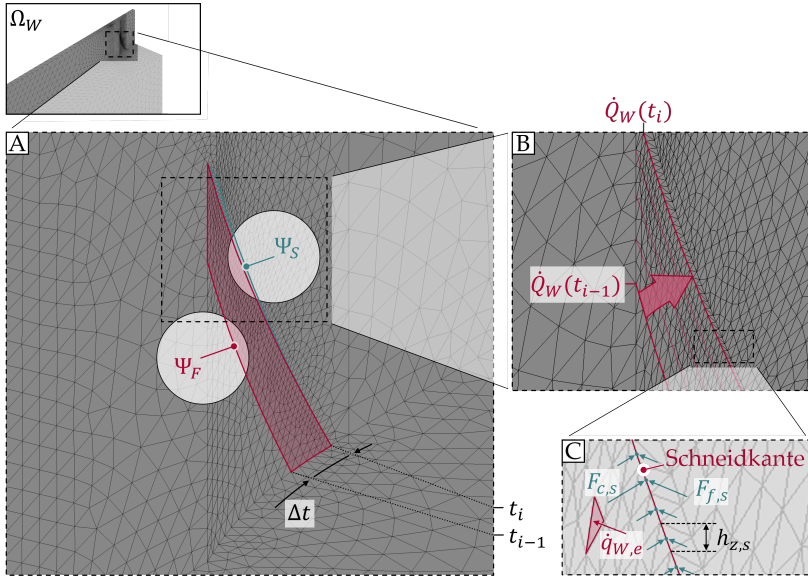 Ω_W
A
Ψ_S
Ψ_F
Δt
t_i
t_{i−1}
B
Q̇_W(t_i)
Q̇_W(t_{i−1})
C
Schneidkante
F_{c,s}
F_{f,s}
q̇_{W,e}
h_{z,s}